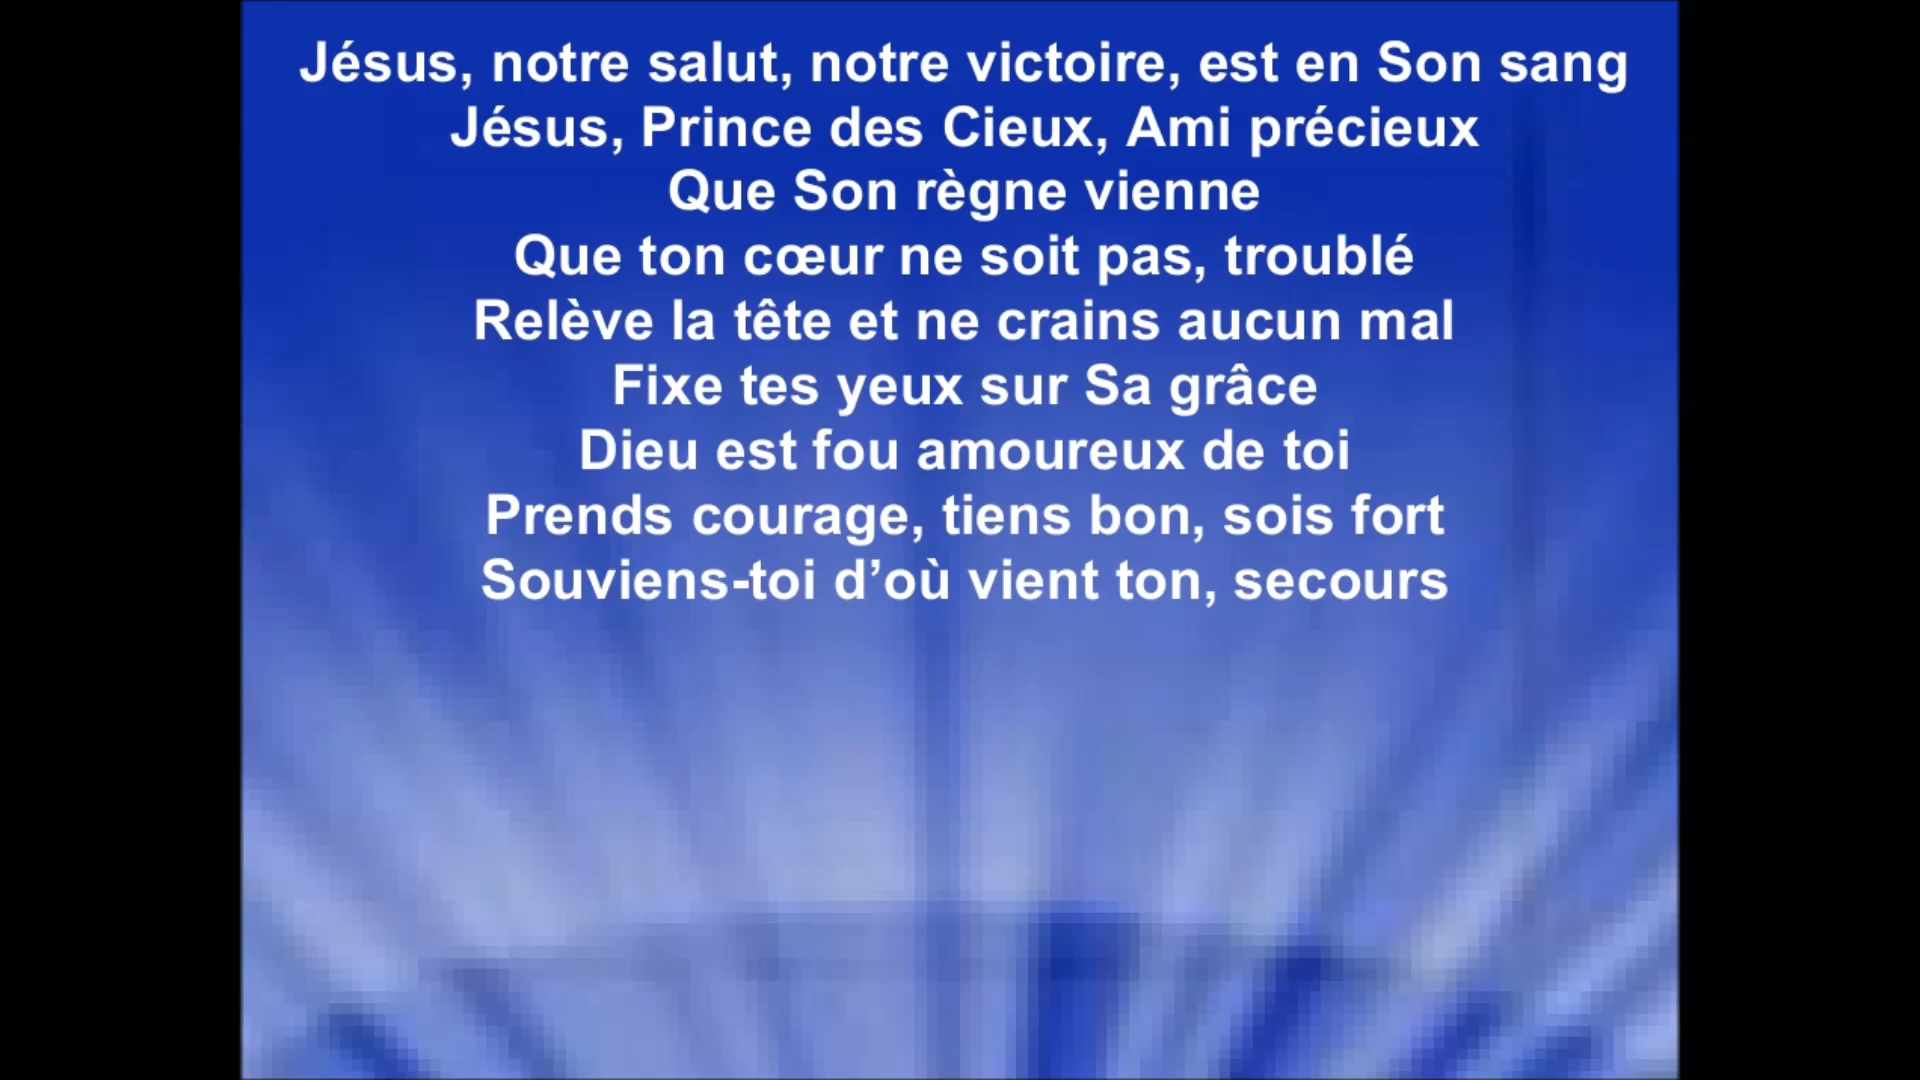 Jésus, notre salut, notre victoire, est en Son sang
Jésus, Prince des Cieux, Ami précieux
Que Son règne vienne
Que ton cœur ne soit pas, troublé
Relève la tête et ne crains aucun mal
Fixe tes yeux sur Sa grâce
Dieu est fou amoureux de toi
Prends courage, tiens bon, sois fort
Souviens-toi d’où vient ton, secours